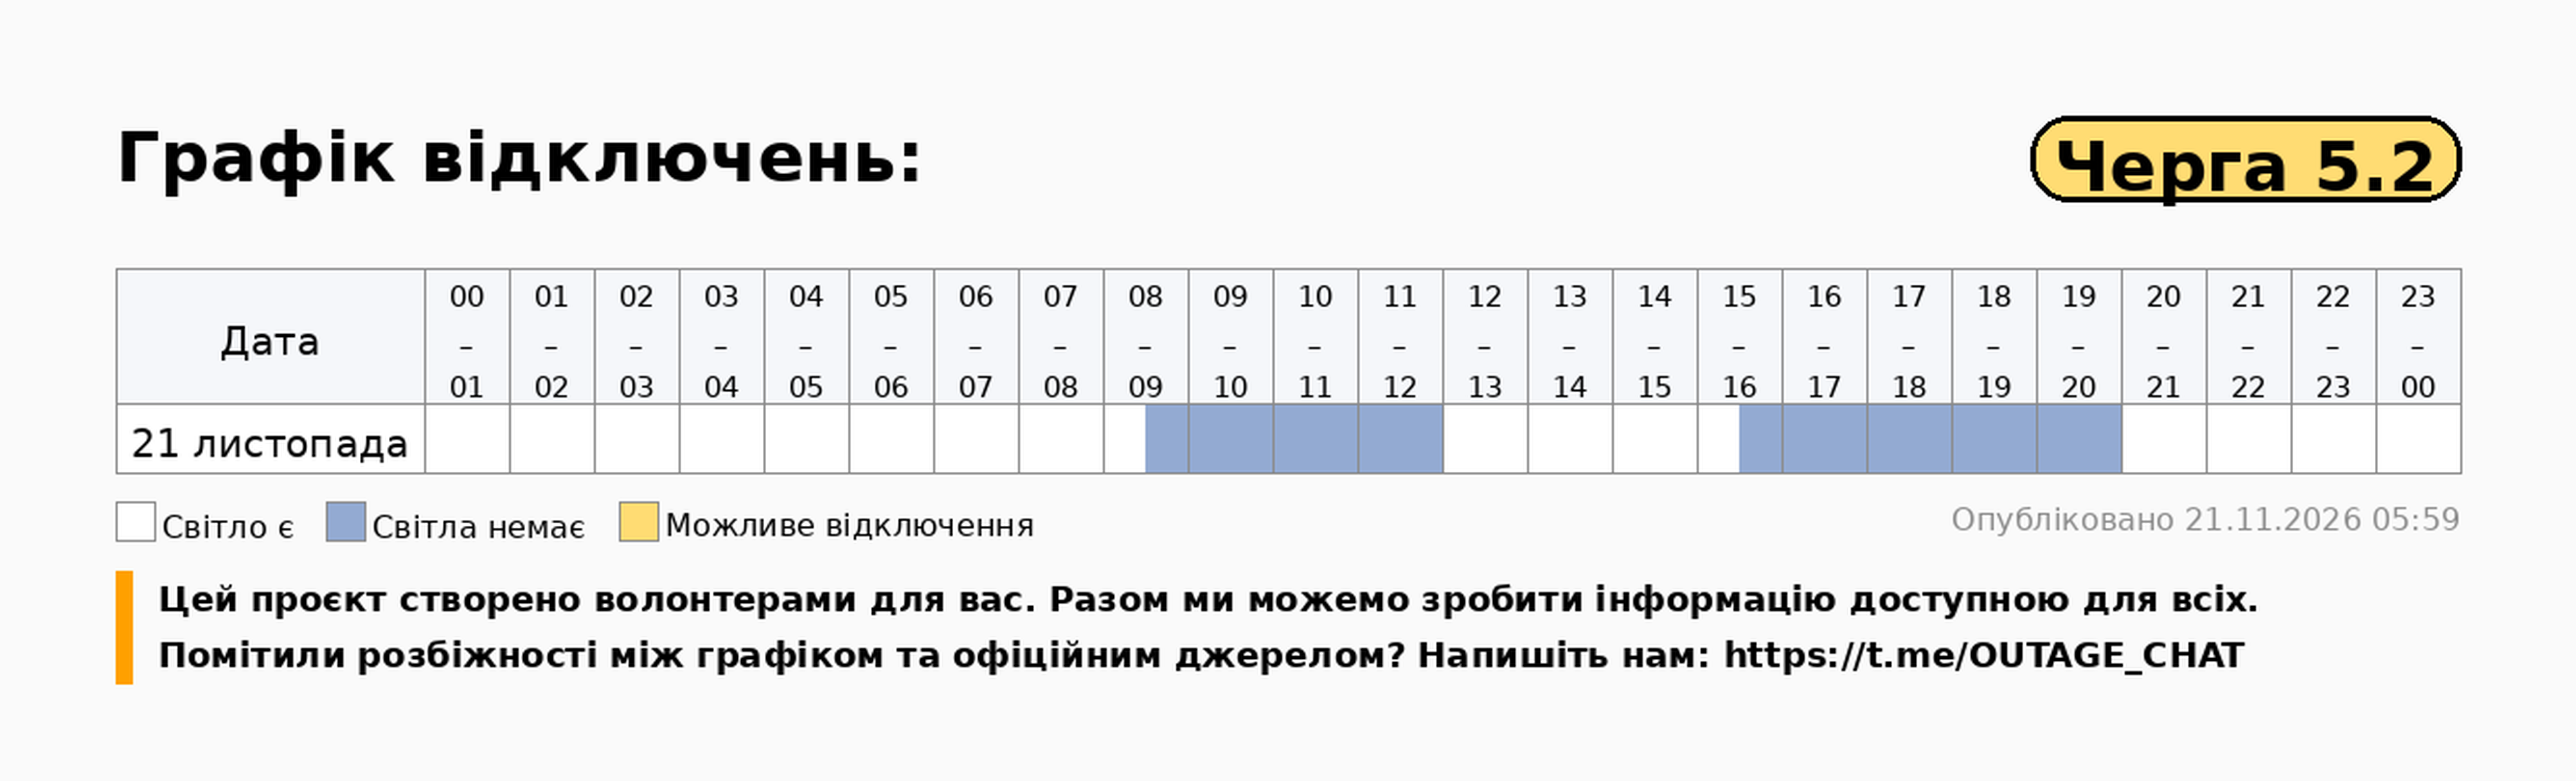 Графік відключень:
Черга 5.2
Дата 00 – 01 01 – 02 02 – 03 03 – 04 04 – 05 05 – 06 06 – 07 07 – 08 08 – 09 09 – 10 10 – 11 11 – 12 12 – 13 13 – 14 14 – 15 15 – 16 16 – 17 17 – 18 18 – 19 19 – 20 20 – 21 21 – 22 22 – 23 23 – 00
21 листопада
Світло є Світла немає Можливе відключення
Опубліковано 21.11.2026 05:59
Цей проєкт створено волонтерами для вас. Разом ми можемо зробити інформацію доступною для всіх.
Помітили розбіжності між графіком та офіційним джерелом? Напишіть нам: https://t.me/OUTAGE_CHAT